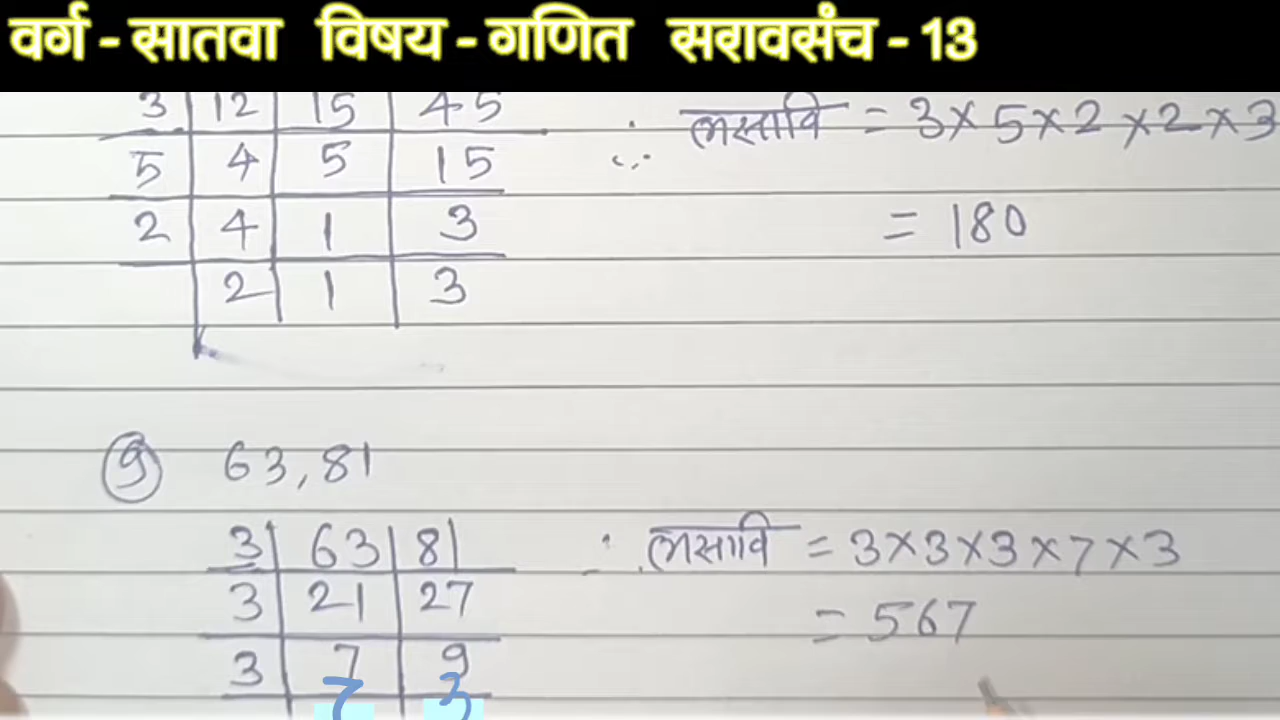 वर्ग - सातवा विषय - गणित सरावसंच - 13
3 12 15 45
∴ लसावि = 3 × 5 × 2 × 2 × 3
5 4 5 15
2 4 1 3
= 180
2 1 3
9 63, 81
3 63 81
∴ लसावि = 3 × 3 × 3 × 7 × 3
3 21 27
= 567
3 7 9
7 3